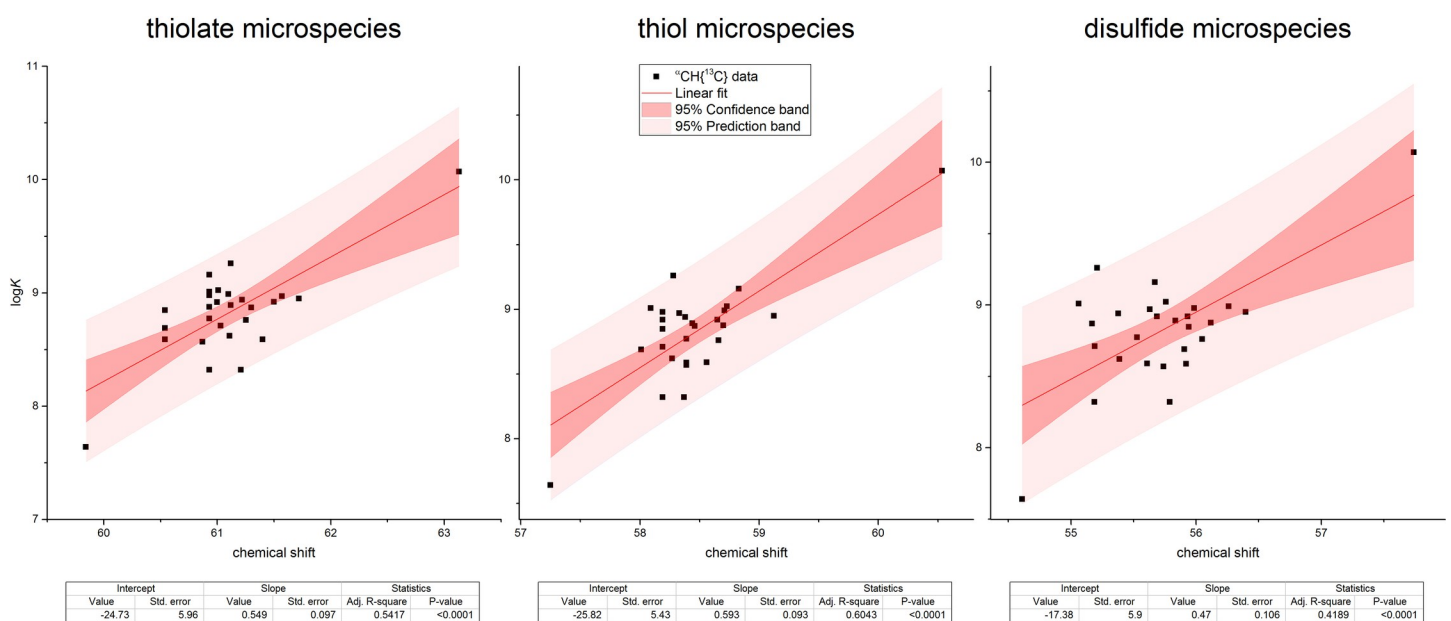 thiolate microspecies
thiol microspecies
disulfide microspecies
ᵅCH{¹³C} data
Linear fit
95% Confidence band
95% Prediction band
logK
11
10
9
8
7
60 61 62 63
chemical shift
10
9
8
57 58 59 60
chemical shift
10
9
8
55 56 57
chemical shift
Intercept Slope Statistics
Value Std. error Value Std. error Adj. R-square P-value
-24.73 5.96 0.549 0.097 0.5417 <0.0001
Intercept Slope Statistics
Value Std. error Value Std. error Adj. R-square P-value
-25.82 5.43 0.593 0.093 0.6043 <0.0001
Intercept Slope Statistics
Value Std. error Value Std. error Adj. R-square P-value
-17.38 5.9 0.47 0.106 0.4189 <0.0001